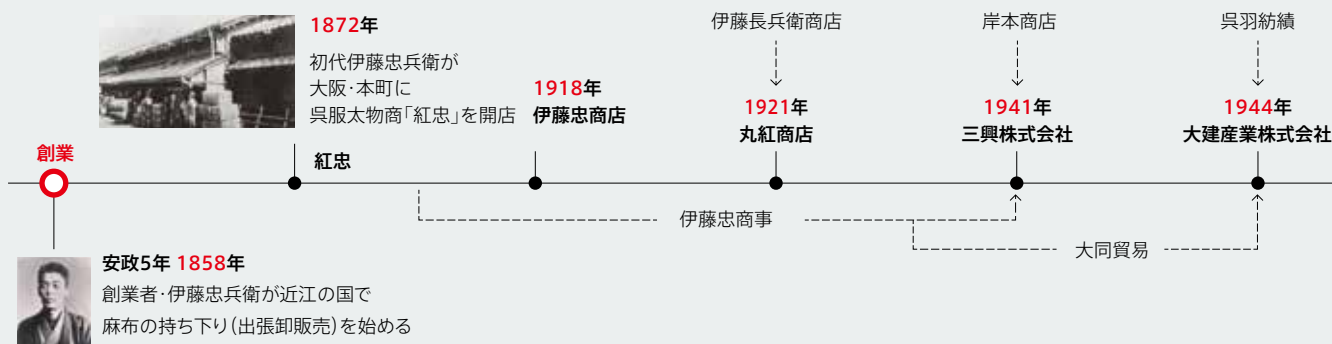 1872年
初代伊藤忠兵衛が
大阪・本町に
呉服太物商「紅忠」を開店
1918年
伊藤忠商店
伊藤長兵衛商店
1921年
丸紅商店
岸本商店
1941年
三興株式会社
呉羽紡績
1944年
大建産業株式会社
創業
紅忠
伊藤忠商事
大同貿易
安政5年 1858年
創業者・伊藤忠兵衛が近江の国で
麻布の持ち下り(出張卸販売)を始める